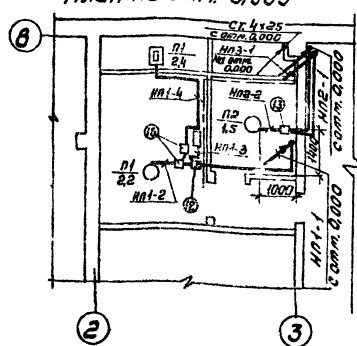 План на отм. 0,000
Ст. 4×25
с отм. 0,000
В
П1
2,4
НП3-1
на отм.
0,000
НП2-1
с отм. 0,000
НП1-4
НП2-2
13
П2
1,5
1400
16
НП1-3
П1
2,2
НП1-2
12
1000
НП1-1
с отм. 0,000
2
3